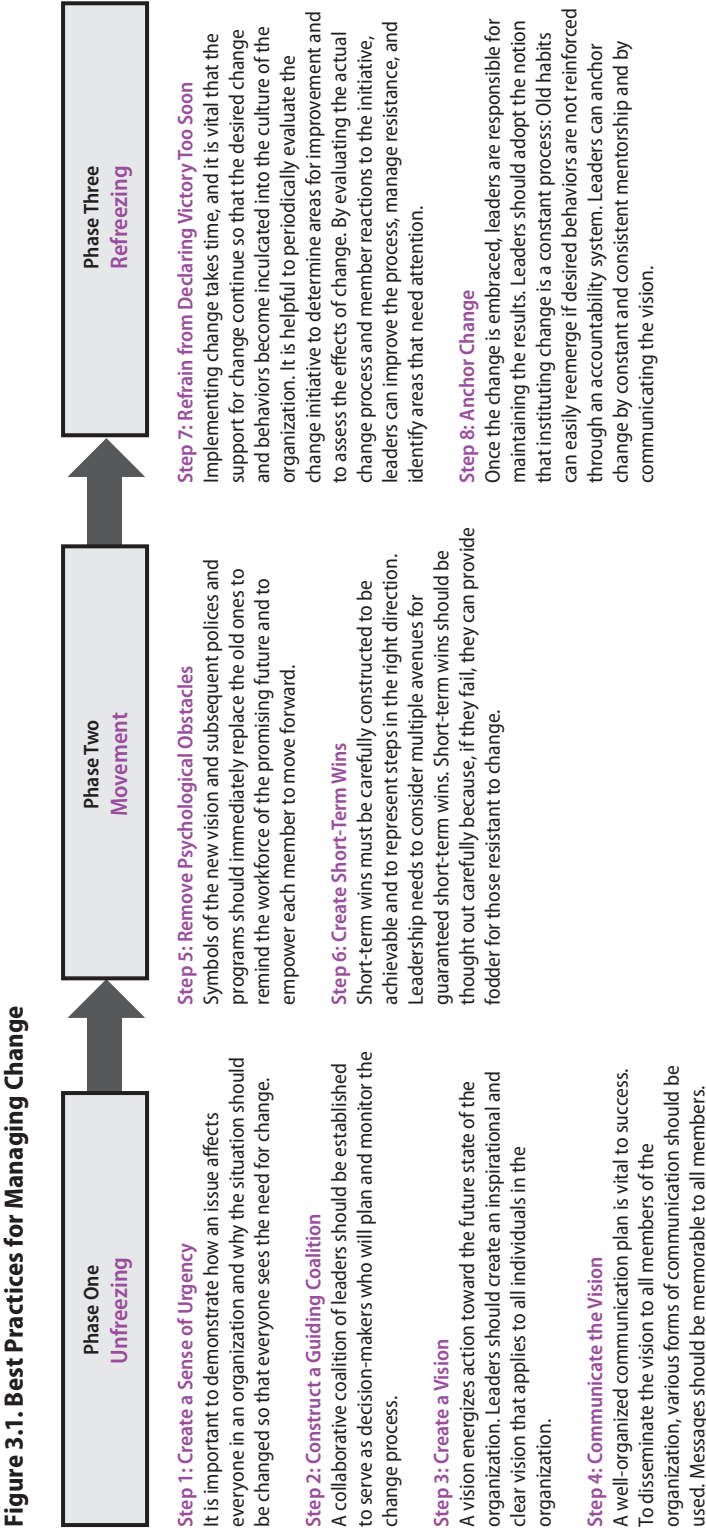 Figure 3.1. Best Practices for Managing Change
Phase One
Unfreezing
Step 1: Create a Sense of Urgency
It is important to demonstrate how an issue affects
everyone in an organization and why the situation should
be changed so that everyone sees the need for change.
Step 2: Construct a Guiding Coalition
A collaborative coalition of leaders should be established
to serve as decision-makers who will plan and monitor the
change process.
Step 3: Create a Vision
A vision energizes action toward the future state of the
organization. Leaders should create an inspirational and
clear vision that applies to all individuals in the
organization.
Step 4: Communicate the Vision
A well-organized communication plan is vital to success.
To disseminate the vision to all members of the
organization, various forms of communication should be
used. Messages should be memorable to all members.
Phase Two
Movement
Step 5: Remove Psychological Obstacles
Symbols of the new vision and subsequent polices and
programs should immediately replace the old ones to
remind the workforce of the promising future and to
empower each member to move forward.
Step 6: Create Short-Term Wins
Short-term wins must be carefully constructed to be
achievable and to represent steps in the right direction.
Leadership needs to consider multiple avenues for
guaranteed short-term wins. Short-term wins should be
thought out carefully because, if they fail, they can provide
fodder for those resistant to change.
Phase Three
Refreezing
Step 7: Refrain from Declaring Victory Too Soon
Implementing change takes time, and it is vital that the
support for change continue so that the desired change
and behaviors become inculcated into the culture of the
organization. It is helpful to periodically evaluate the
change initiative to determine areas for improvement and
to assess the effects of change. By evaluating the actual
change process and member reactions to the initiative,
leaders can improve the process, manage resistance, and
identify areas that need attention.
Step 8: Anchor Change
Once the change is embraced, leaders are responsible for
maintaining the results. Leaders should adopt the notion
that instituting change is a constant process: Old habits
can easily reemerge if desired behaviors are not reinforced
through an accountability system. Leaders can anchor
change by constant and consistent mentorship and by
communicating the vision.